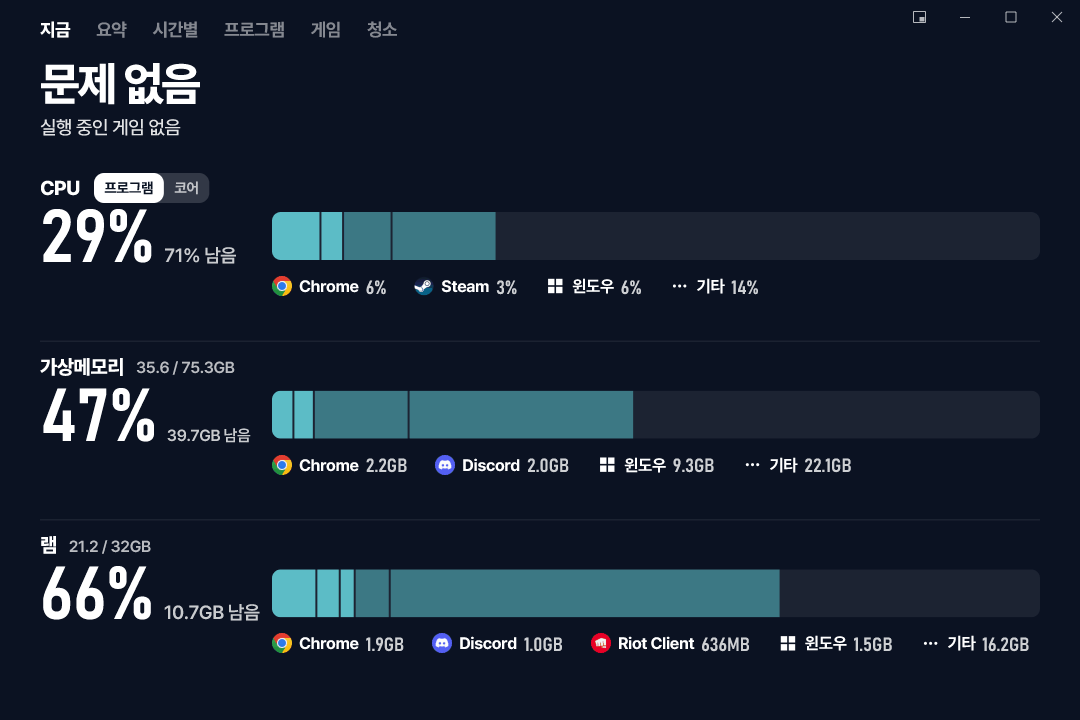 지금 요약 시간별 프로그램 게임 청소
문제 없음
실행 중인 게임 없음
CPU 프로그램 코어
29% 71% 남음
Chrome 6% Steam 3% 윈도우 6% ··· 기타 14%
가상메모리 35.6 / 75.3GB
47% 39.7GB 남음
Chrome 2.2GB Discord 2.0GB 윈도우 9.3GB ··· 기타 22.1GB
램 21.2 / 32GB
66% 10.7GB 남음
Chrome 1.9GB Discord 1.0GB Riot Client 636MB 윈도우 1.5GB ··· 기타 16.2GB